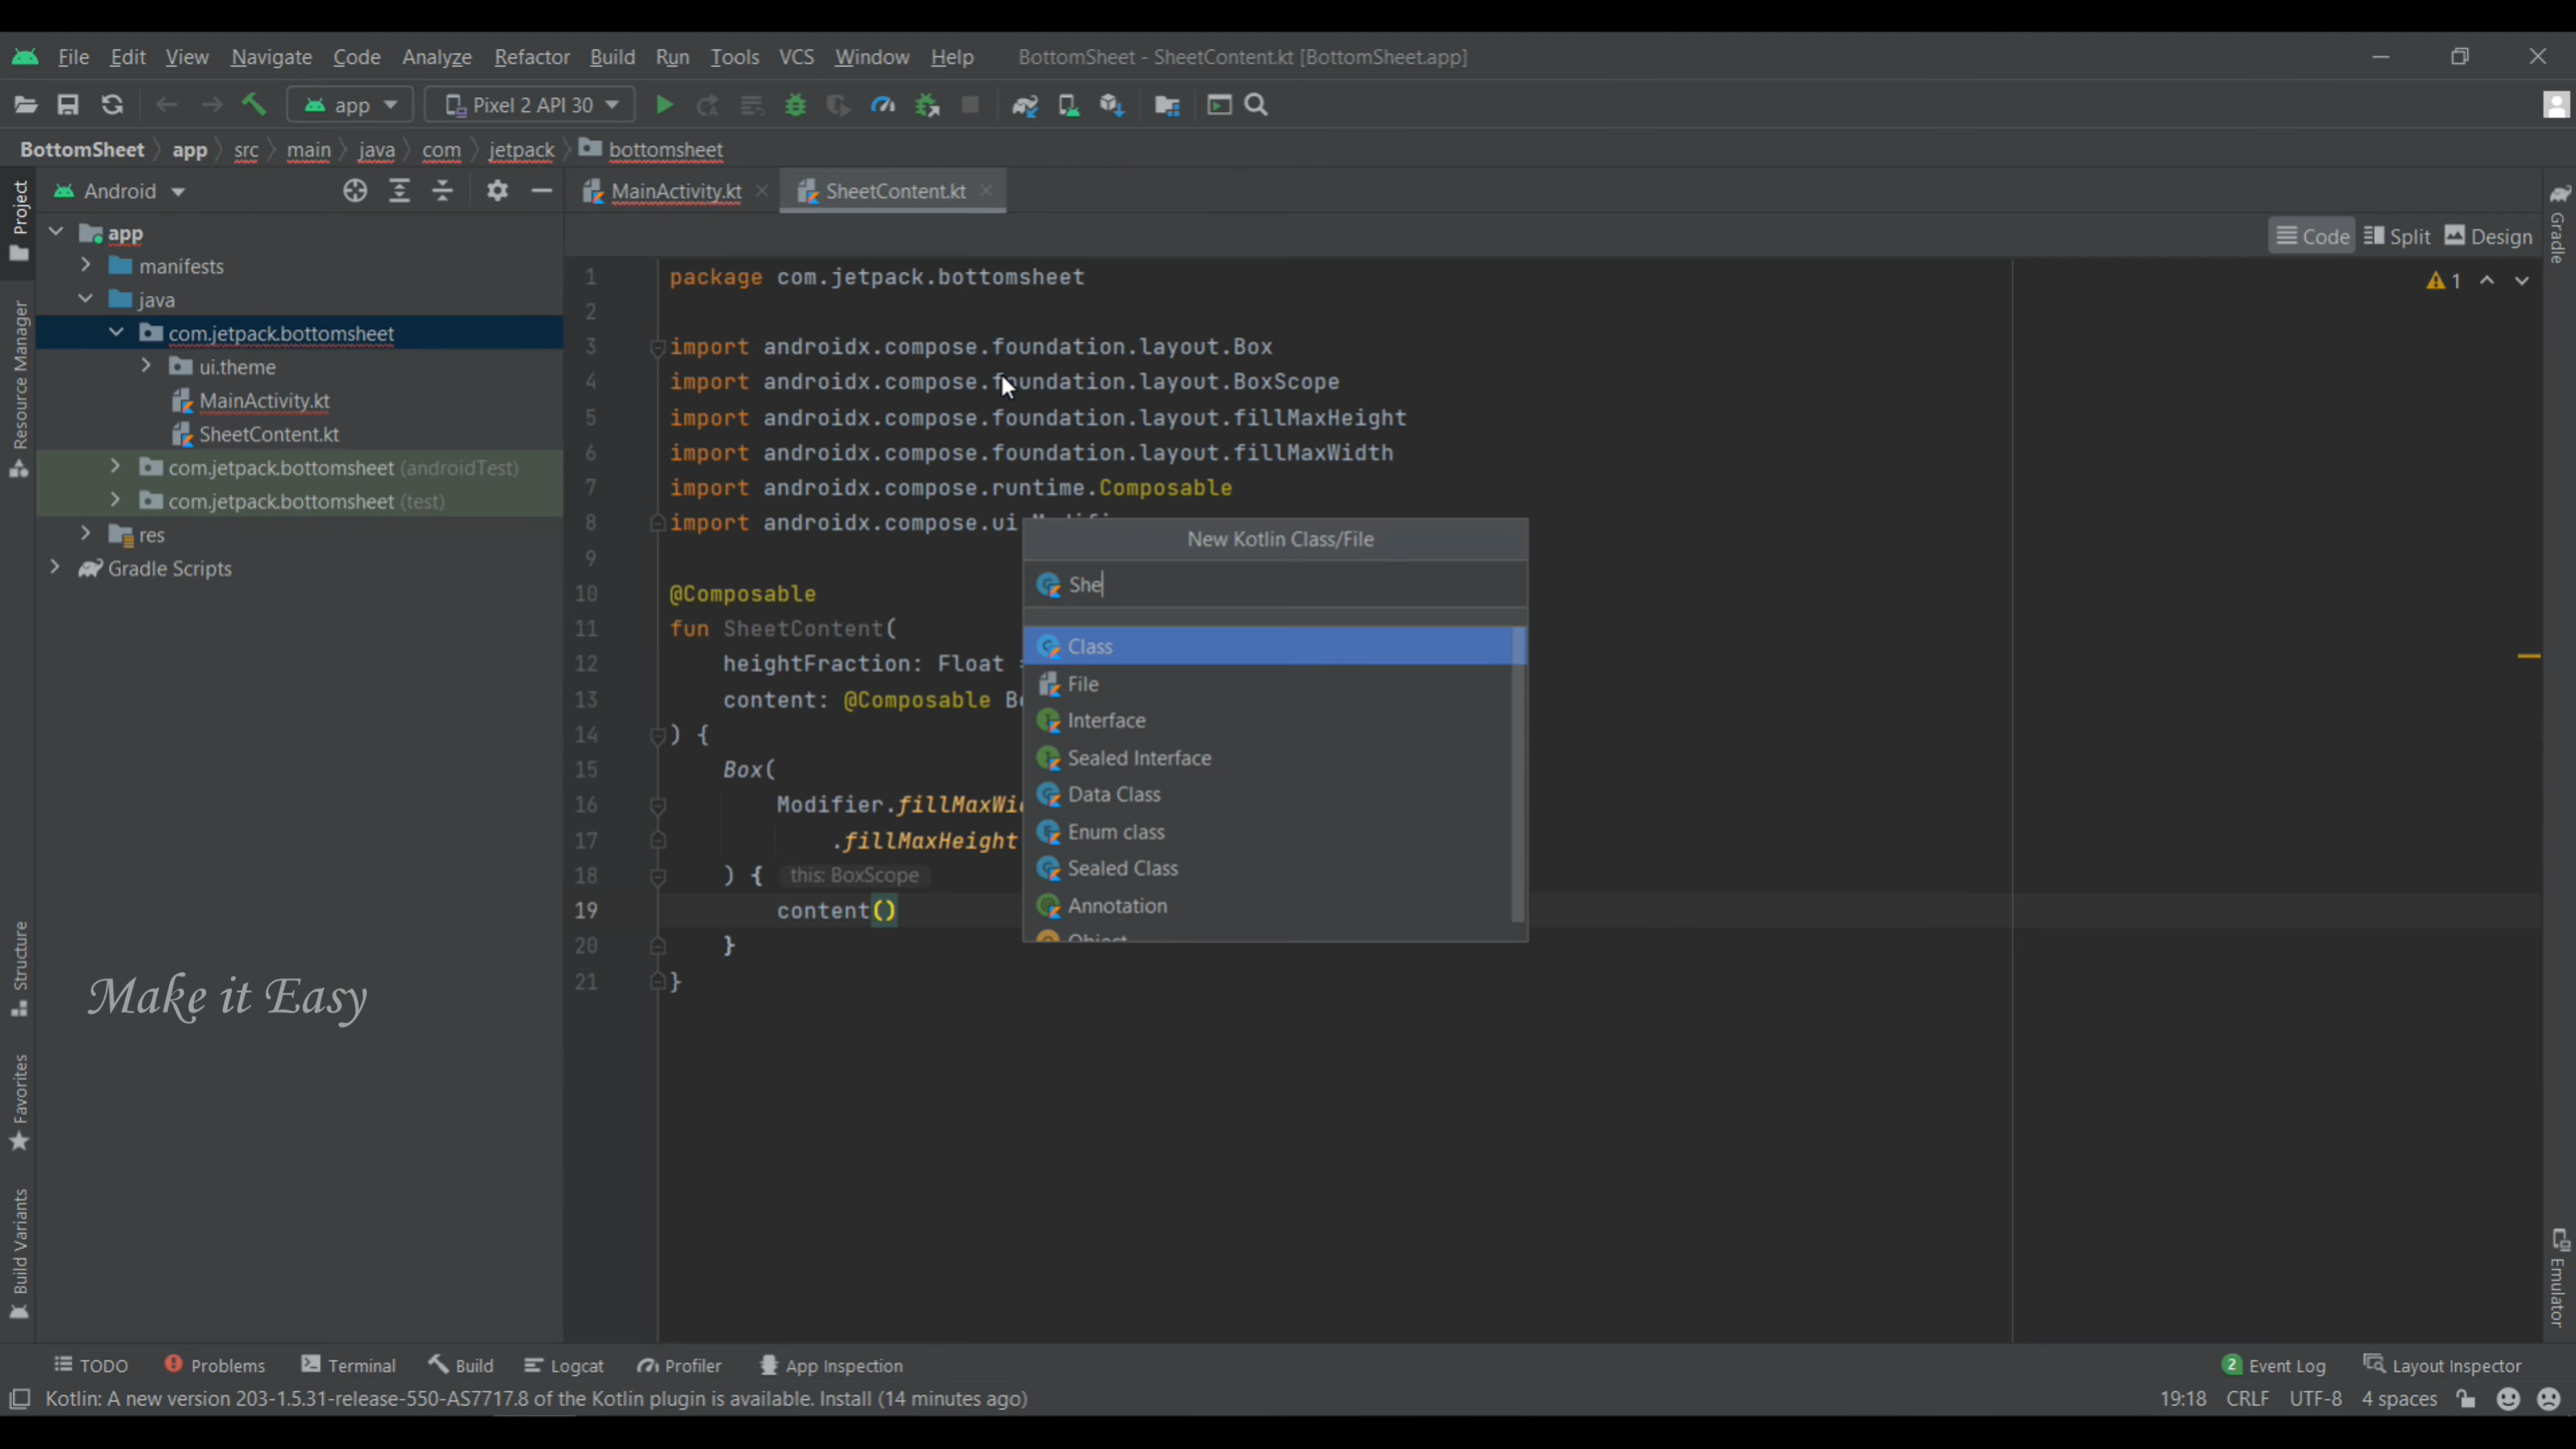 File Edit View Navigate Code Analyze Refactor Build Run Tools VCS Window Help BottomSheet - SheetContent.kt [BottomSheet.app]
app Pixel 2 API 30
BottomSheet app src main java com jetpack bottomsheet
Project
Android
MainActivity.kt SheetContent.kt
Gradle
Code Split Design
app
manifests
java
com.jetpack.bottomsheet
ui.theme
MainActivity.kt
SheetContent.kt
com.jetpack.bottomsheet (androidTest)
com.jetpack.bottomsheet (test)
res
Gradle Scripts
Resource Manager
Structure
Favorites
Build Variants
Make it Easy
1 package com.jetpack.bottomsheet
2
3 import androidx.compose.foundation.layout.Box
4 import androidx.compose.foundation.layout.BoxScope
5 import androidx.compose.foundation.layout.fillMaxHeight
6 import androidx.compose.foundation.layout.fillMaxWidth
7 import androidx.compose.runtime.Composable
8 import androidx.compose.ui
9
10 @Composable
11 fun SheetContent(
12 heightFraction: Float
13 content: @Composable
14 ) {
15 Box(
16 Modifier.
17 .fillMaxHeight
18 ) { this: BoxScope
19 content()
20 }
21 }
1
New Kotlin Class/File
She
Class
File
Interface
Sealed Interface
Data Class
Enum class
Sealed Class
Annotation
Emulator
TODO Problems Terminal Build Logcat Profiler App Inspection 2 Event Log Layout Inspector
Kotlin: A new version 203-1.5.31-release-550-AS7717.8 of the Kotlin plugin is available. Install (14 minutes ago) 19:18 CRLF UTF-8 4 spaces